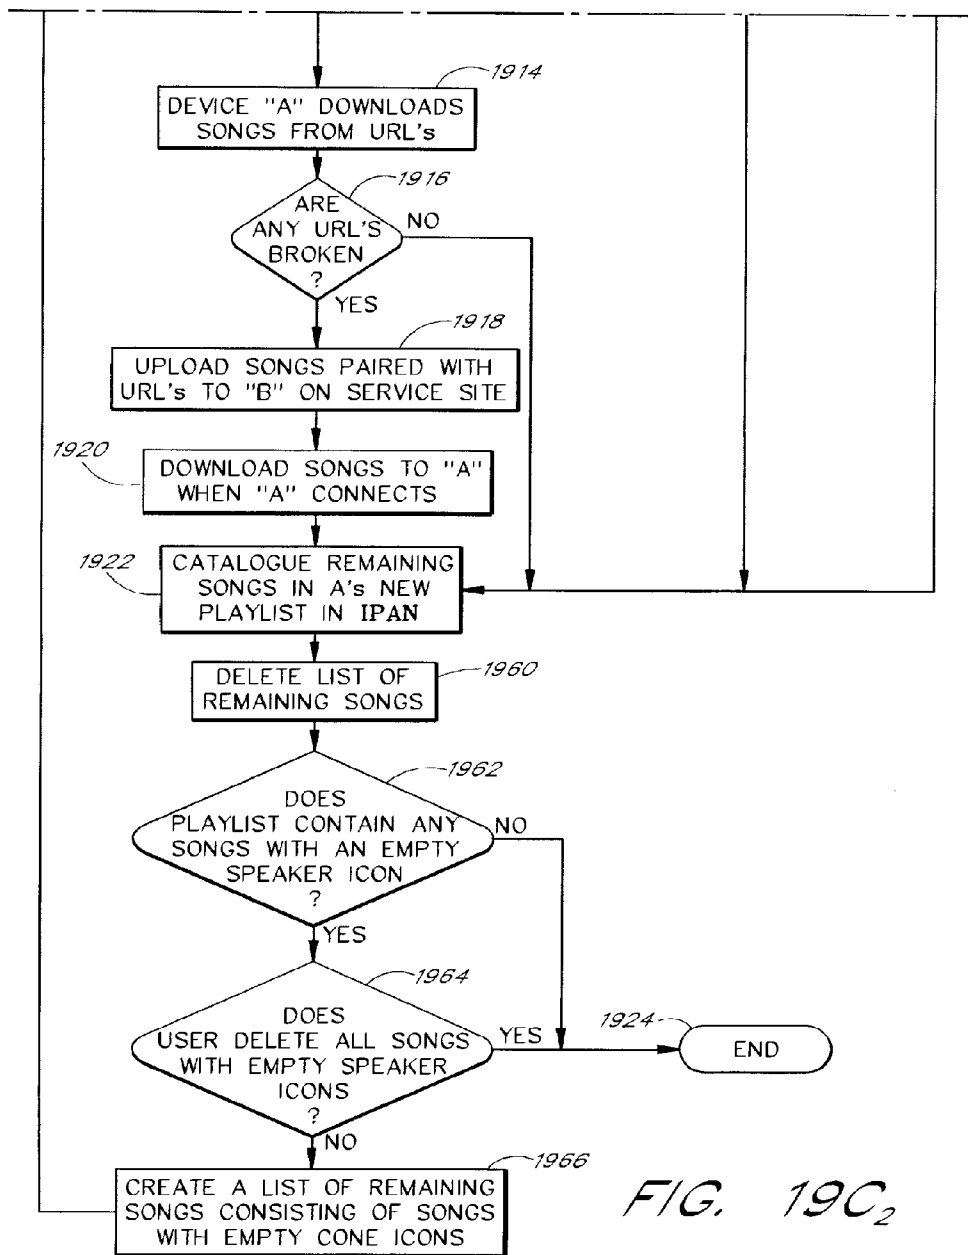 1914
DEVICE "A" DOWNLOADS
SONGS FROM URL's
1916
ARE
ANY URL'S
BROKEN
?
NO
YES
1918
UPLOAD SONGS PAIRED WITH
URL's TO "B" ON SERVICE SITE
1920
DOWNLOAD SONGS TO "A"
WHEN "A" CONNECTS
1922
CATALOGUE REMAINING
SONGS IN A's NEW
PLAYLIST IN IPAN
1960
DELETE LIST OF
REMAINING SONGS
1962
DOES
PLAYLIST CONTAIN ANY
SONGS WITH AN EMPTY
SPEAKER ICON
?
NO
YES
1964
DOES
USER DELETE ALL SONGS
WITH EMPTY SPEAKER
ICONS
?
YES
1924
END
NO
1966
CREATE A LIST OF REMAINING
SONGS CONSISTING OF SONGS
WITH EMPTY CONE ICONS
FIG. 19C2